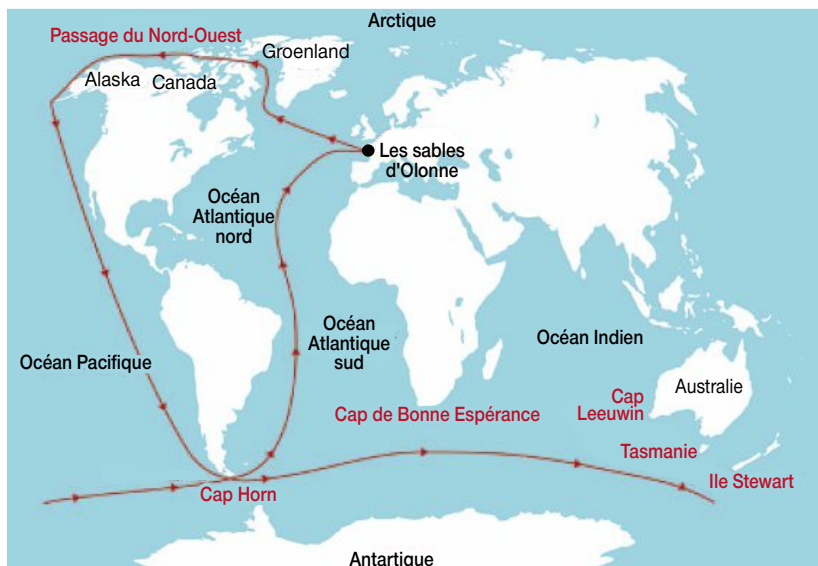 Arctique
Passage du Nord-Ouest
Groenland
Alaska
Canada
Les sables
d'Olonne
Océan
Atlantique
nord
Océan
Atlantique
sud
Océan Indien
Océan Pacifique
Australie
Cap
Leeuwin
Cap de Bonne Espérance
Tasmanie
Ile Stewart
Cap Horn
Antartique